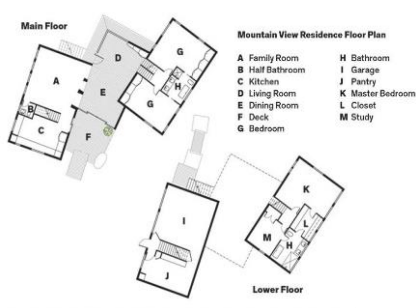 Main Floor
Mountain View Residence Floor Plan
A Family Room
B Half Bathroom
C Kitchen
D Living Room
E Dining Room
F Deck
G Bedroom
H Bathroom
I Garage
J Pantry
K Master Bedroom
L Closet
M Study
A
B
C
D
E
F
G
G
H
I
J
K
L
M
H
Lower Floor